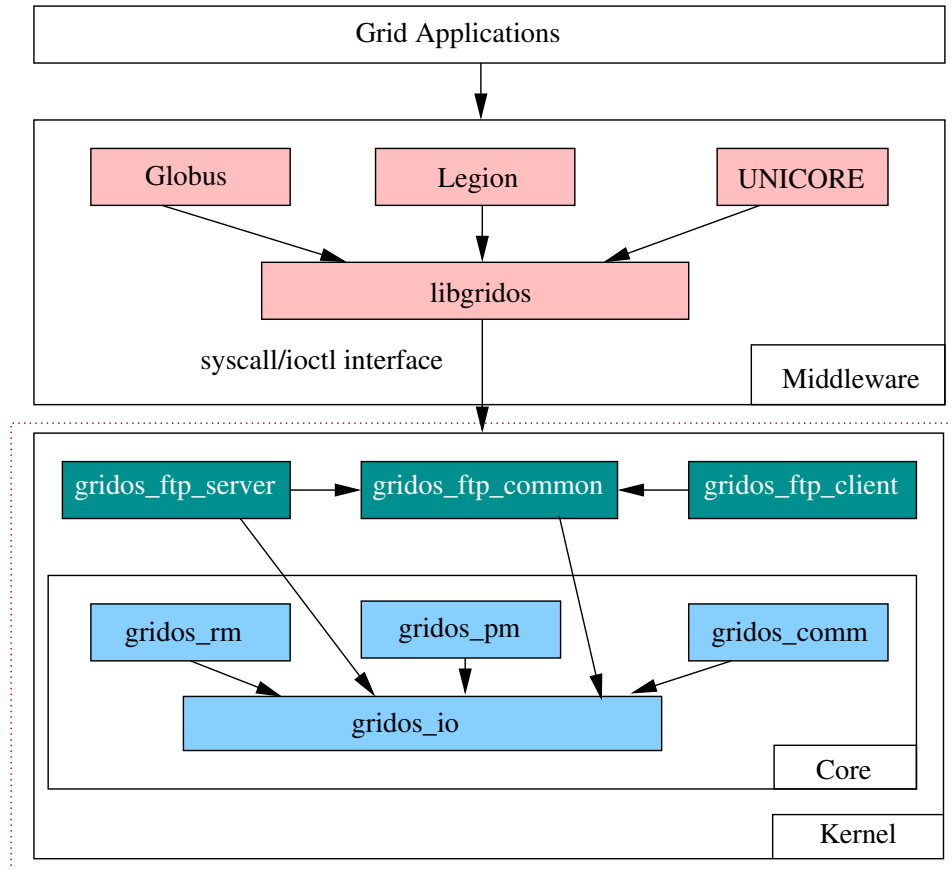 Grid Applications
Globus
Legion
UNICORE
libgridos
syscall/ioctl interface
Middleware
gridos_ftp_server
gridos_ftp_common
gridos_ftp_client
gridos_rm
gridos_pm
gridos_comm
gridos_io
Core
Kernel